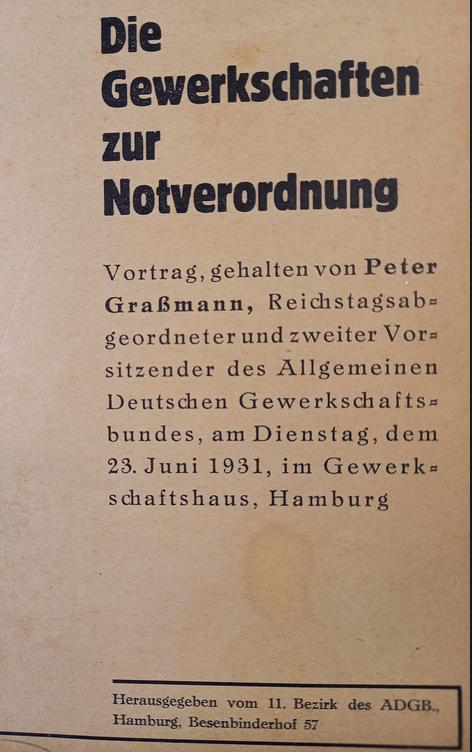 Die
Gewerkschaften
zur
Notverordnung
Vortrag, gehalten von Peter
Graßmann, Reichstagsab=
geordneter und zweiter Vor=
sitzender des Allgemeinen
Deutschen Gewerkschafts=
bundes, am Dienstag, dem
23. Juni 1931, im Gewerk=
schaftshaus, Hamburg
Herausgegeben vom 11. Bezirk des ADGB.,
Hamburg, Besenbinderhof 57